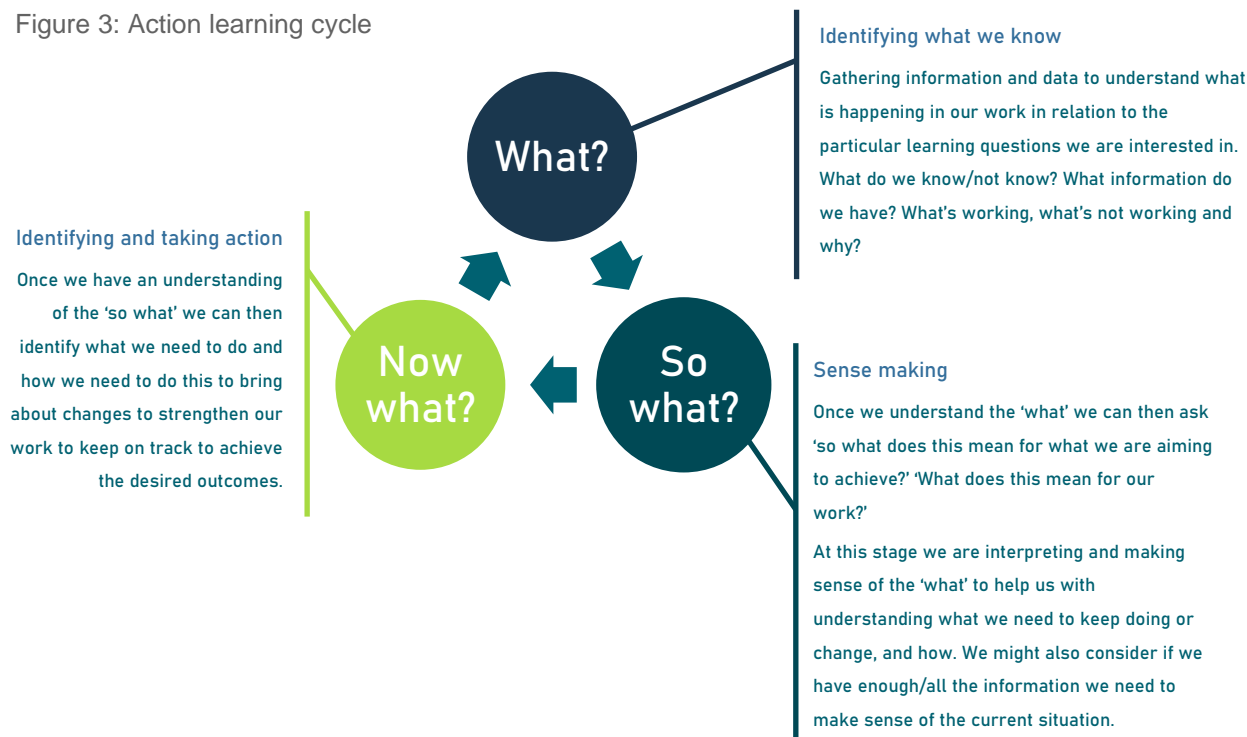 Figure 3: Action learning cycle
What?
Identifying what we know
Gathering information and data to understand what
is happening in our work in relation to the
particular learning questions we are interested in.
What do we know/not know? What information do
we have? What’s working, what’s not working and
why?
So
what?
Sense making
Once we understand the ‘what’ we can then ask
‘so what does this mean for what we are aiming
to achieve?’ ‘What does this mean for our
work?’
At this stage we are interpreting and making
sense of the ‘what’ to help us with
understanding what we need to keep doing or
change, and how. We might also consider if we
have enough/all the information we need to
make sense of the current situation.
Now
what?
Identifying and taking action
Once we have an understanding
of the ‘so what’ we can then
identify what we need to do and
how we need to do this to bring
about changes to strengthen our
work to keep on track to achieve
the desired outcomes.